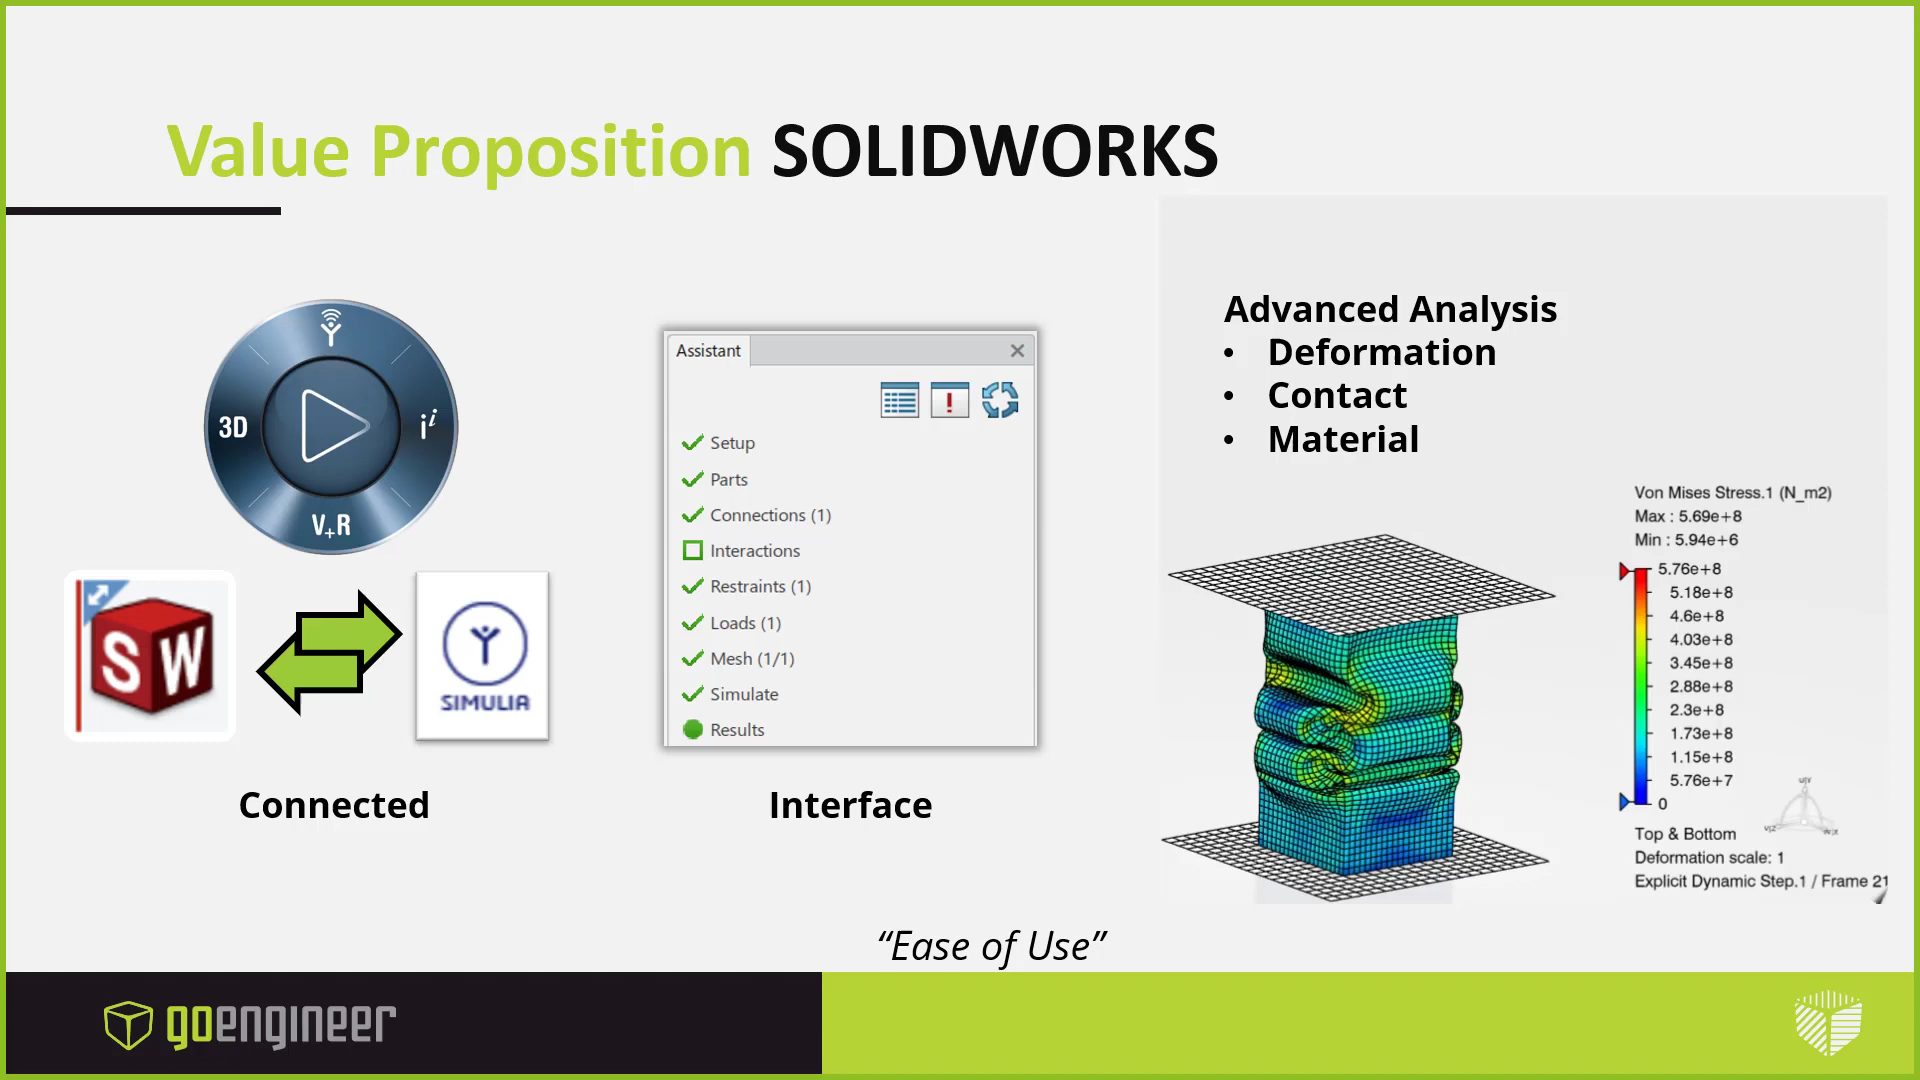 Value Proposition SOLIDWORKS
3D
i i
V+R
SW
SIMULIA
Connected
Assistant
Setup
Parts
Connections (1)
Interactions
Restraints (1)
Loads (1)
Mesh (1/1)
Simulate
Results
Interface
Advanced Analysis
• Deformation
• Contact
• Material
Von Mises Stress.1 (N_m2)
Max : 5.69e+8
Min : 5.94e+6
5.76e+8
5.18e+8
4.6e+8
4.03e+8
3.45e+8
2.88e+8
2.3e+8
1.73e+8
1.15e+8
5.76e+7
0
Top & Bottom
Deformation scale: 1
Explicit Dynamic Step.1 / Frame 21
“Ease of Use”
goengineer